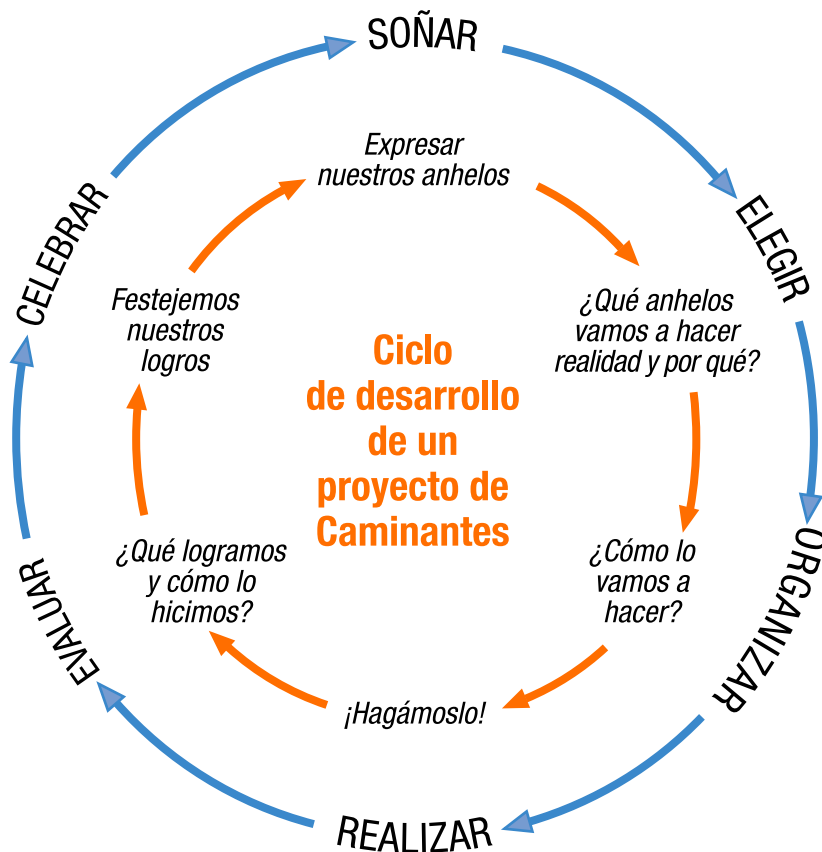 SOÑAR
ELEGIR
ORGANIZAR
REALIZAR
EVALUAR
CELEBRAR
Expresar
nuestros anhelos
¿Qué anhelos
vamos a hacer
realidad y por qué?
¿Cómo lo
vamos a
hacer?
¡Hagámoslo!
¿Qué logramos
y cómo lo
hicimos?
Festejemos
nuestros
logros
Ciclo
de desarrollo
de un
proyecto de
Caminantes